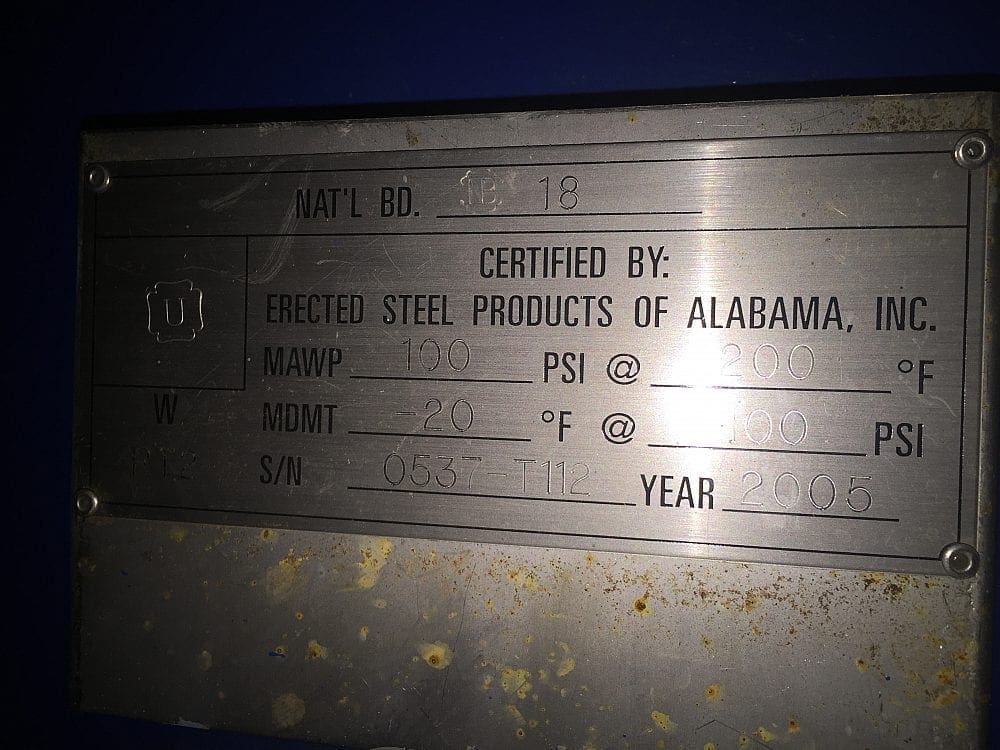 NAT'L BD. NB 18
CERTIFIED BY:
U
ERECTED STEEL PRODUCTS OF ALABAMA, INC.
MAWP 100 PSI @ 200 °F
W
MDMT -20 °F @ 100 PSI
S/N 0537-T112 YEAR 2005